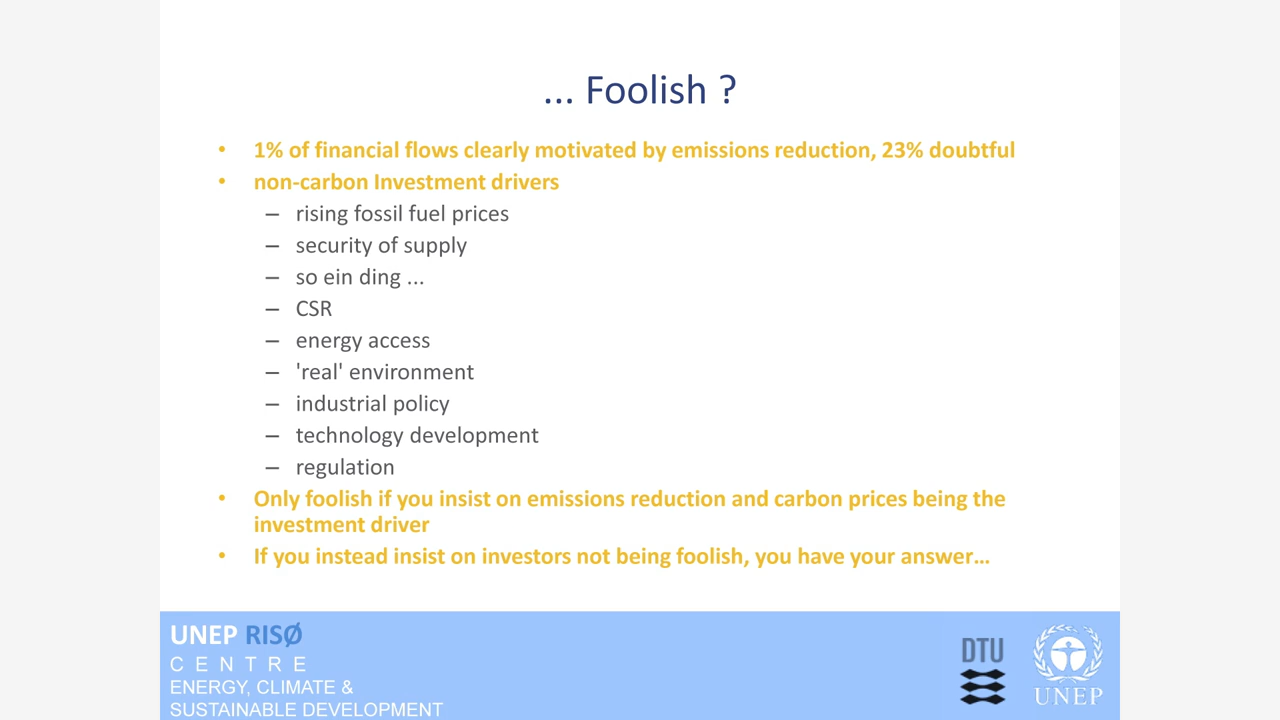 ... Foolish ?
• 1% of financial flows clearly motivated by emissions reduction, 23% doubtful
• non-carbon Investment drivers
– rising fossil fuel prices
– security of supply
– so ein ding ...
– CSR
– energy access
– 'real' environment
– industrial policy
– technology development
– regulation
• Only foolish if you insist on emissions reduction and carbon prices being the
investment driver
• If you instead insist on investors not being foolish, you have your answer…
UNEP RISØ
CENTRE
ENERGY, CLIMATE &
SUSTAINABLE DEVELOPMENT
DTU
UNEP